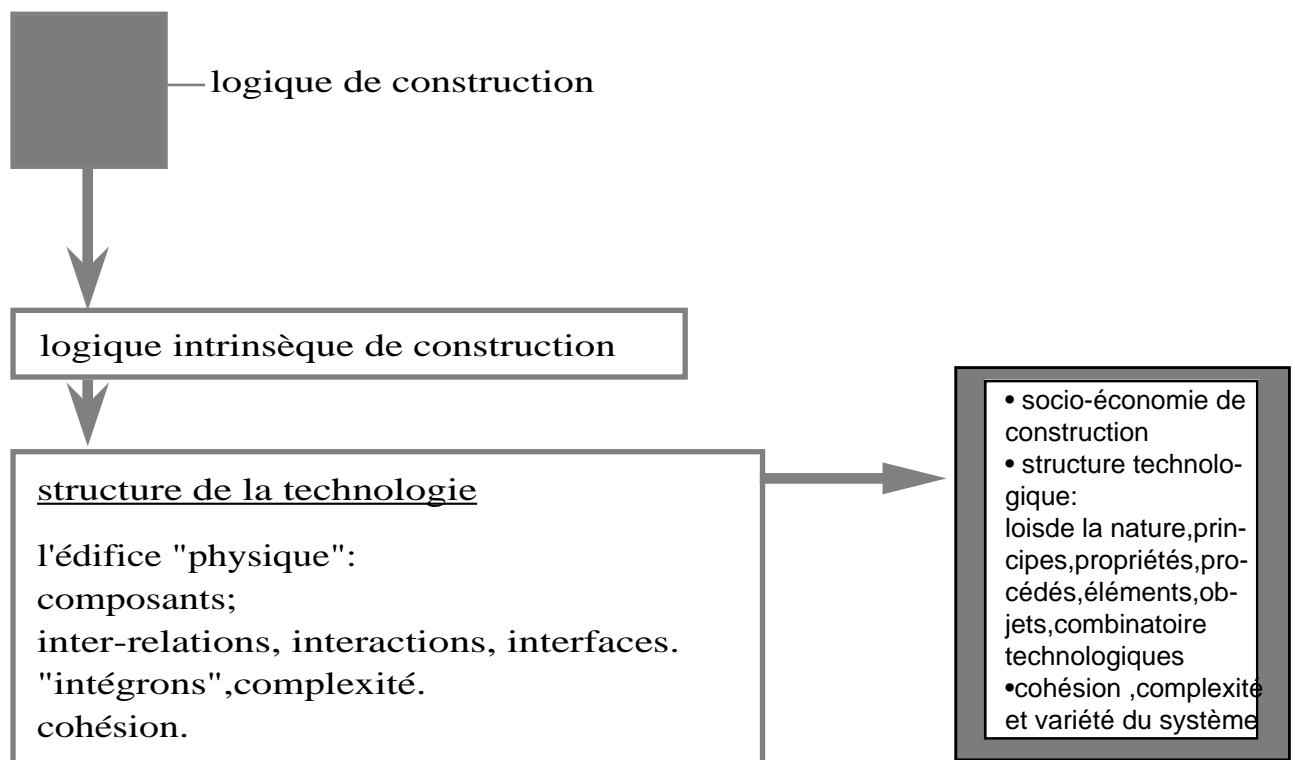 logique de construction
logique intrinsèque de construction
structure de la technologie
l'édifice "physique":
composants;
inter-relations, interactions, interfaces.
"intégrons",complexité.
cohésion.
• socio-économie de
construction
• structure technolo-
gique:
loisde la nature,prin-
cipes,propriétés,pro-
cédés,éléments,ob-
jets,combinatoire
technologiques
•cohésion ,complexité
et variété du système